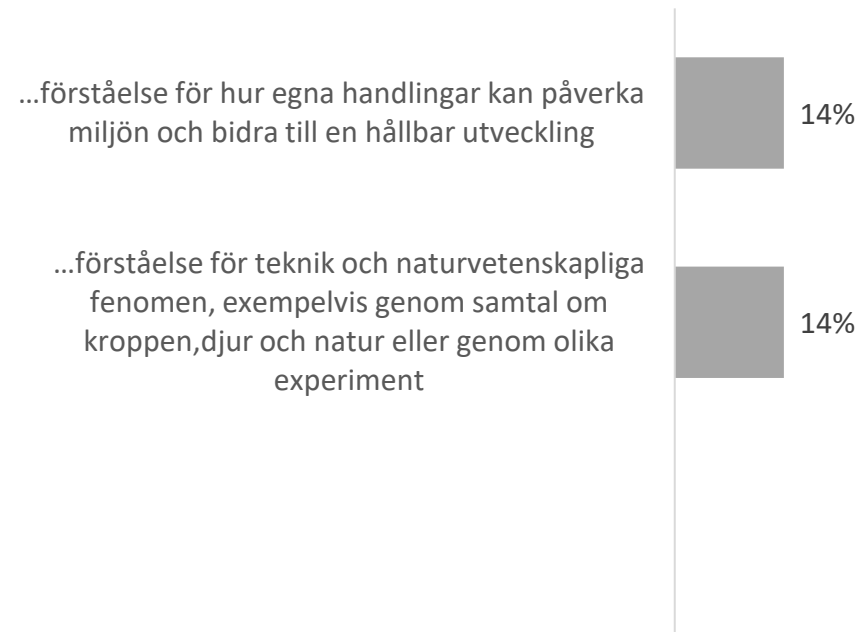 …förståelse för hur egna handlingar kan påverka
miljön och bidra till en hållbar utveckling
14%
…förståelse för teknik och naturvetenskapliga
fenomen, exempelvis genom samtal om
kroppen,djur och natur eller genom olika
experiment
14%